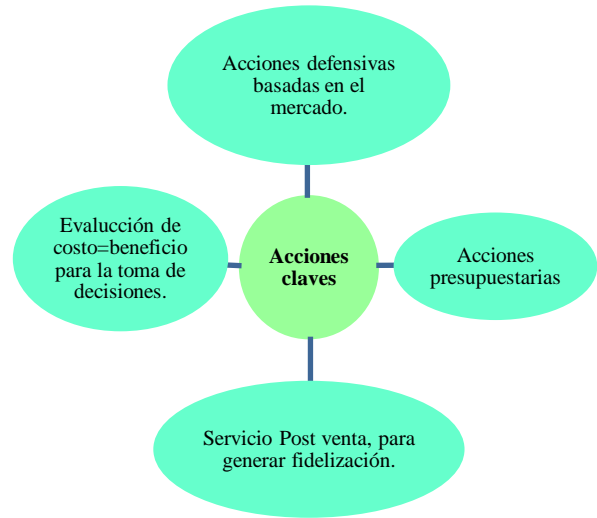 Acciones defensivas
basadas en el
mercado.
Evalucción de
costo=beneficio
para la toma de
decisiones.
Acciones
claves
Acciones
presupuestarias
Servicio Post venta, para
generar fidelización.